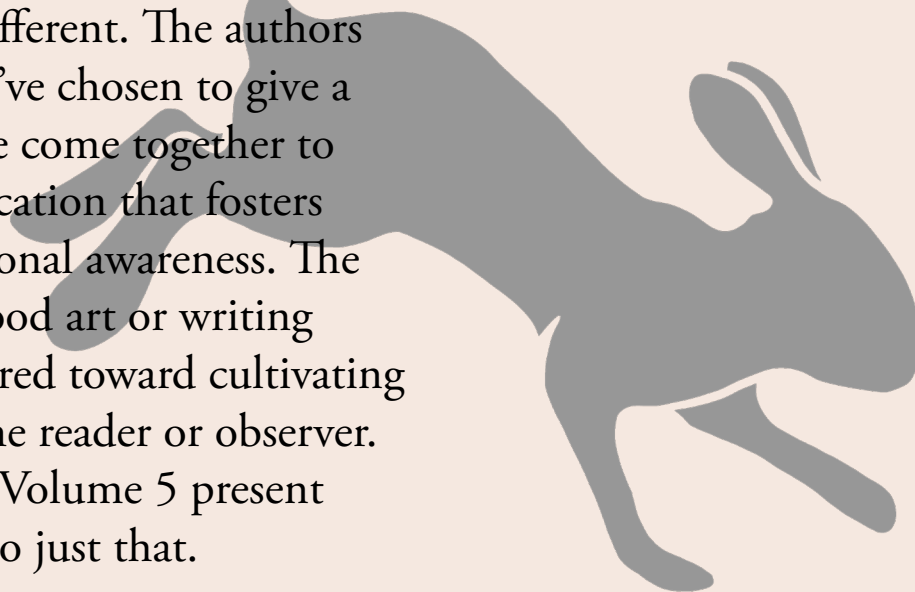 fferent. The authors
’ve chosen to give a
e come together to
cation that fosters
onal awareness. The
ood art or writing
red toward cultivating
ne reader or observer.
Volume 5 present
o just that.